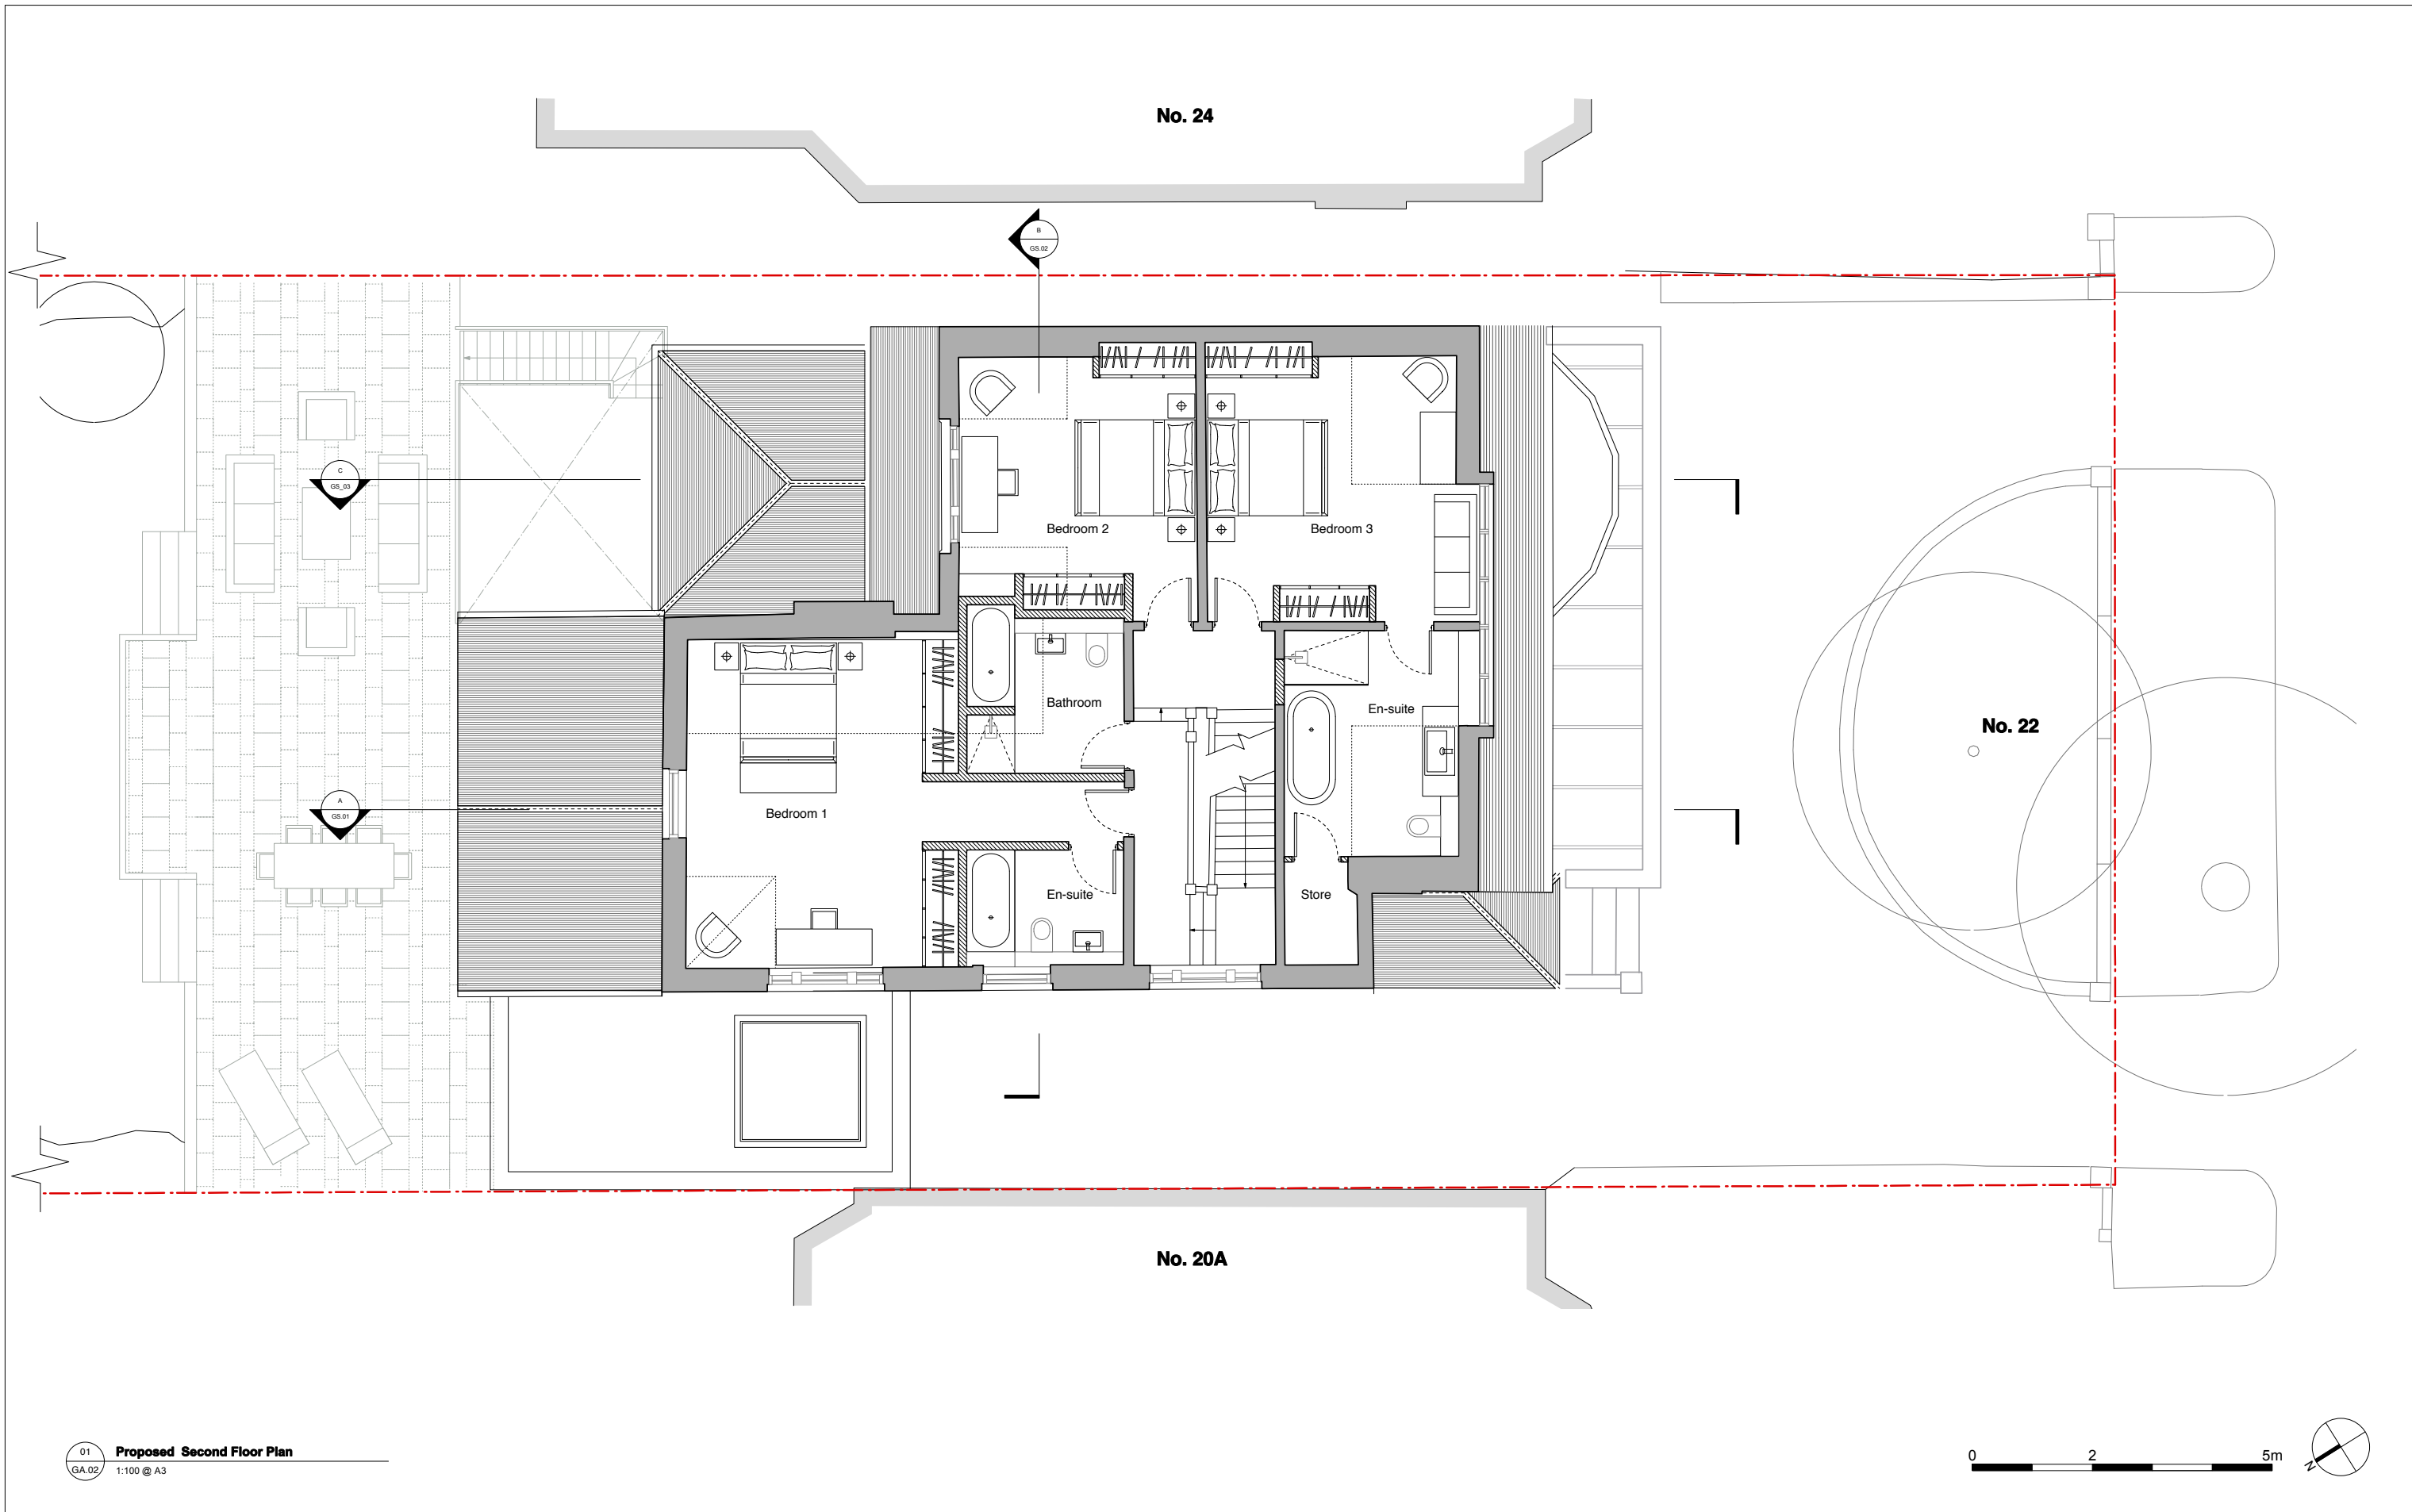 No. 24
B
GS.02
C
GS_03
Bedroom 2
Bedroom 3
Bathroom
En-suite
No. 22
A
GS.01
Bedroom 1
En-suite
Store
No. 20A
01
GA.02
Proposed Second Floor Plan
1:100 @ A3
0 2 5m
N